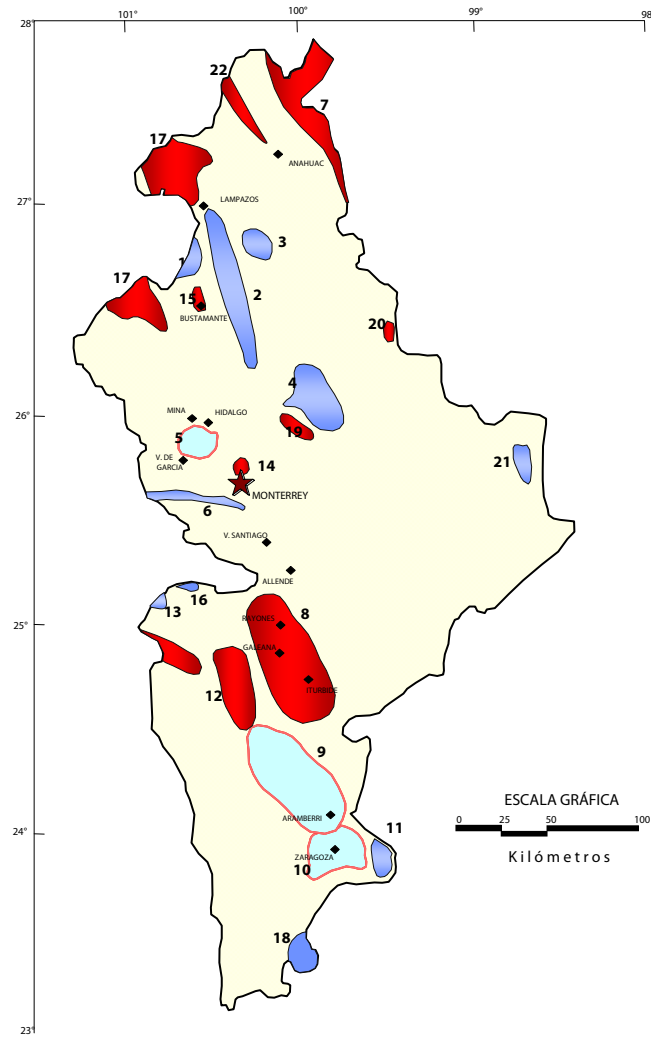 101°
100°
99°
98
28°
22
7
17
ANAHUAC
27°
LAMPAZOS
3
1
17
2
15
BUSTAMANTE
20
4
26°
MINA
HIDALGO
19
5
V. DE
GARCIA
14
21
MONTERREY
6
V. SANTIAGO
ALLENDE
16
13
25°
8
RAYONES
GALEANA
ITURBIDE
12
9
ESCALA GRÁFICA
0 25 50 100
Kilómetros
ARAMBERRI
24°
11
ZARAGOZA
10
18
23°